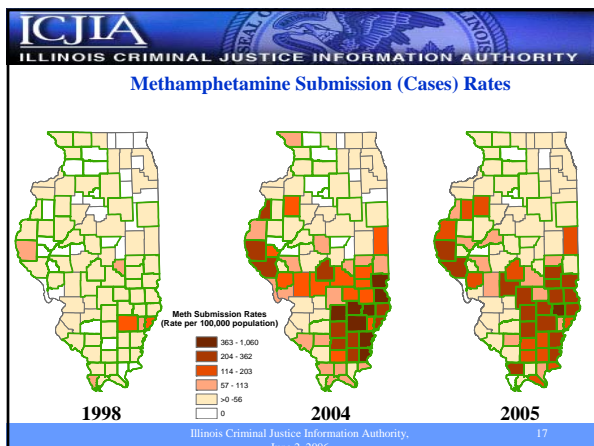 ICJIA
ILLINOIS CRIMINAL JUSTICE INFORMATION AUTHORITY
Methamphetamine Submission (Cases) Rates
Meth Submission Rates
(Rate per 100,000 population)
363 - 1,060
204 - 362
114 - 203
57 - 113
>0 -56
0
1998
2004
2005
Illinois Criminal Justice Information Authority,
17